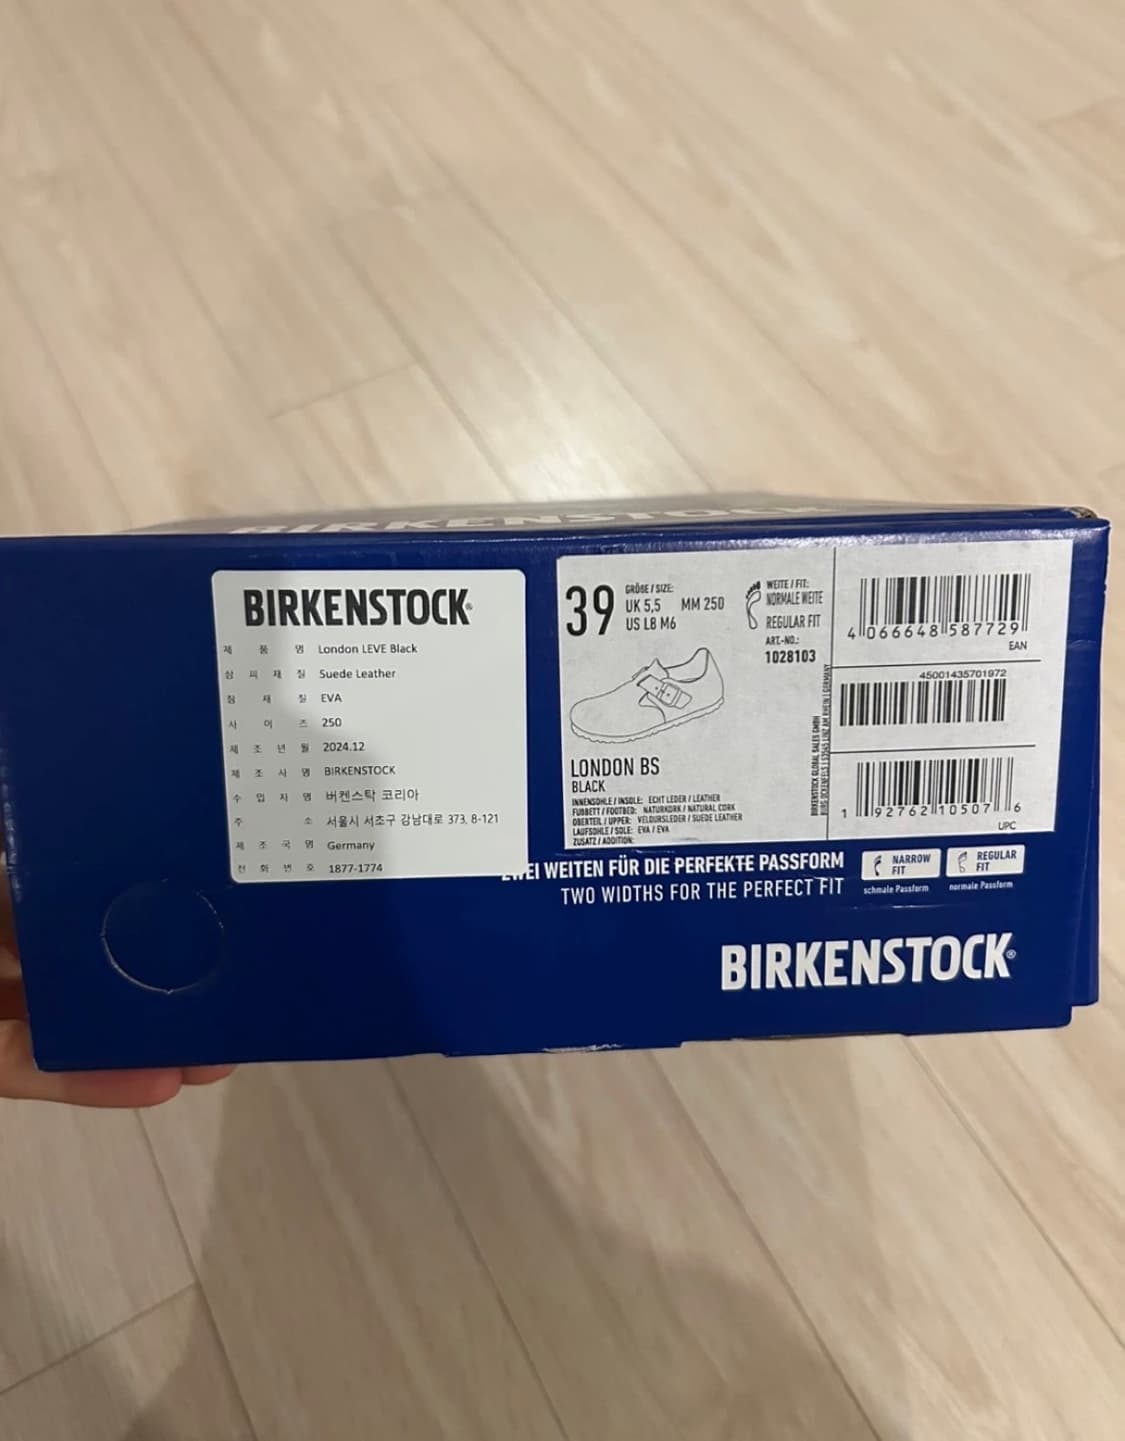 BIRKENSTOCK
BIRKENSTOCK®
제 품 명 London LEVE Black
상 피 재 질 Suede Leather
창 재 질 EVA
사 이 즈 250
제 조 년 월 2024.12
제 조 사 명 BIRKENSTOCK
수 입 자 명 버켄스탁 코리아
주 소 서울시 서초구 강남대로 373, 8-121
제 조 국 명 Germany
전 화 번 호 1877-1774
39
GRÖßE / SIZE:
UK 5,5 MM 250
US L8 M6
WEITE / FIT:
NORMALE WEITE
REGULAR FIT
ART.-NO.:
1028103
LONDON BS
BLACK
INNENSOHLE / INSOLE: ECHT LEDER / LEATHER
FUßBETT / FOOTBED: NATURKORK / NATURAL CORK
OBERTEIL / UPPER: VELOURSLEDER / SUEDE LEATHER
LAUFSOHLE / SOLE: EVA / EVA
ZUSATZ / ADDITION:
BIRKENSTOCK GLOBAL SALES GMBH
4 066648 587729
EAN
45001435701972
1 92762 10507 6
UPC
ZWEI WEITEN FÜR DIE PERFEKTE PASSFORM
TWO WIDTHS FOR THE PERFECT FIT
NARROW
FIT
schmale Passform
REGULAR
FIT
normale Passform
BIRKENSTOCK®